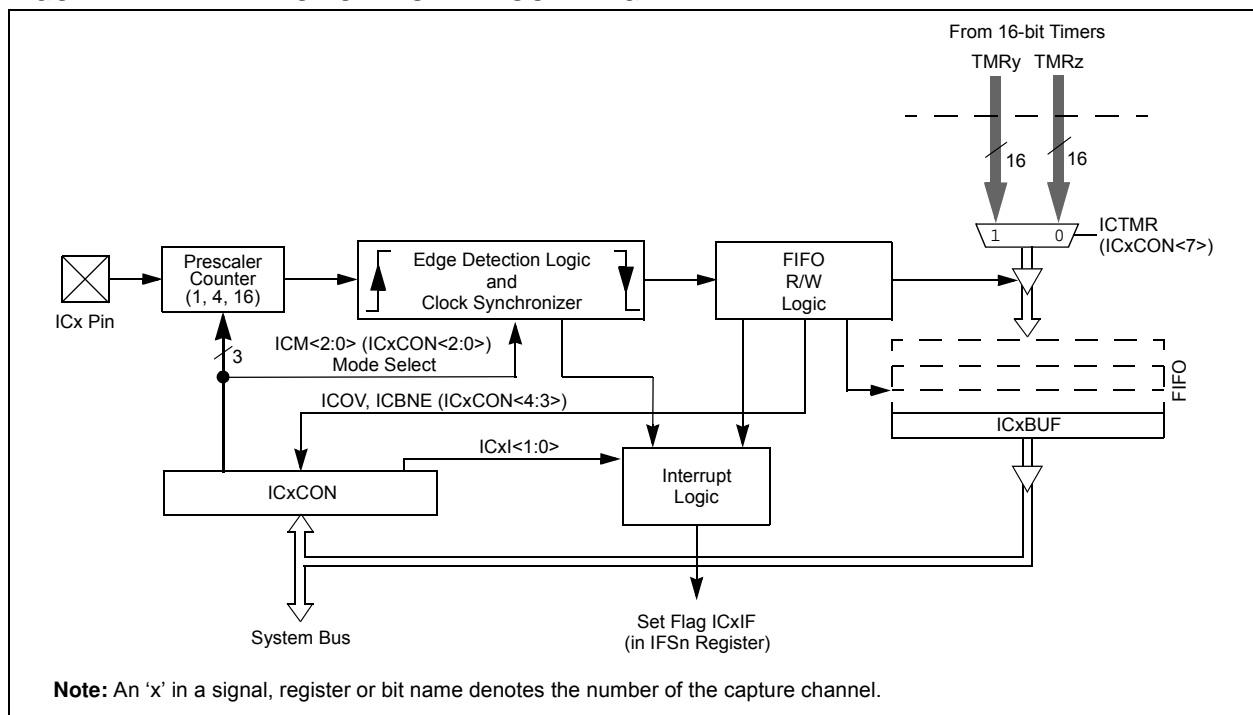 From 16-bit Timers
TMRy TMRz
16 16
1 0
ICTMR
(ICxCON<7>)
Prescaler
Counter
(1, 4, 16)
Edge Detection Logic
and
Clock Synchronizer
FIFO
R/W
Logic
ICx Pin
3
ICM<2:0> (ICxCON<2:0>)
Mode Select
FIFO
ICOV, ICBNE (ICxCON<4:3>)
ICxBUF
ICxI<1:0>
Interrupt
Logic
ICxCON
System Bus
Set Flag ICxIF
(in IFSn Register)
Note: An ‘x’ in a signal, register or bit name denotes the number of the capture channel.